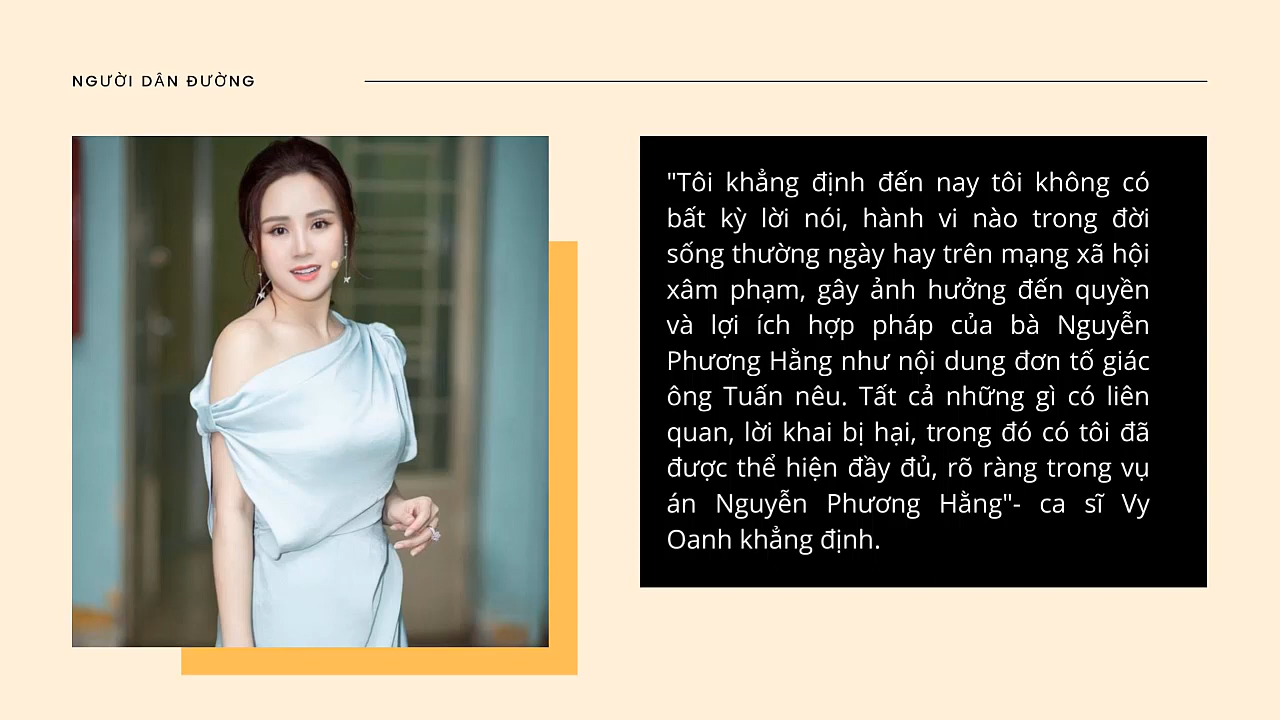 NGƯỜI DÂN ĐƯỜNG
"Tôi khẳng định đến nay tôi không có
bất kỳ lời nói, hành vi nào trong đời
sống thường ngày hay trên mạng xã hội
xâm phạm, gây ảnh hưởng đến quyền
và lợi ích hợp pháp của bà Nguyễn
Phương Hằng như nội dung đơn tố giác
ông Tuấn nêu. Tất cả những gì có liên
quan, lời khai bị hại, trong đó có tôi đã
được thể hiện đầy đủ, rõ ràng trong vụ
án Nguyễn Phương Hằng"- ca sĩ Vy
Oanh khẳng định.